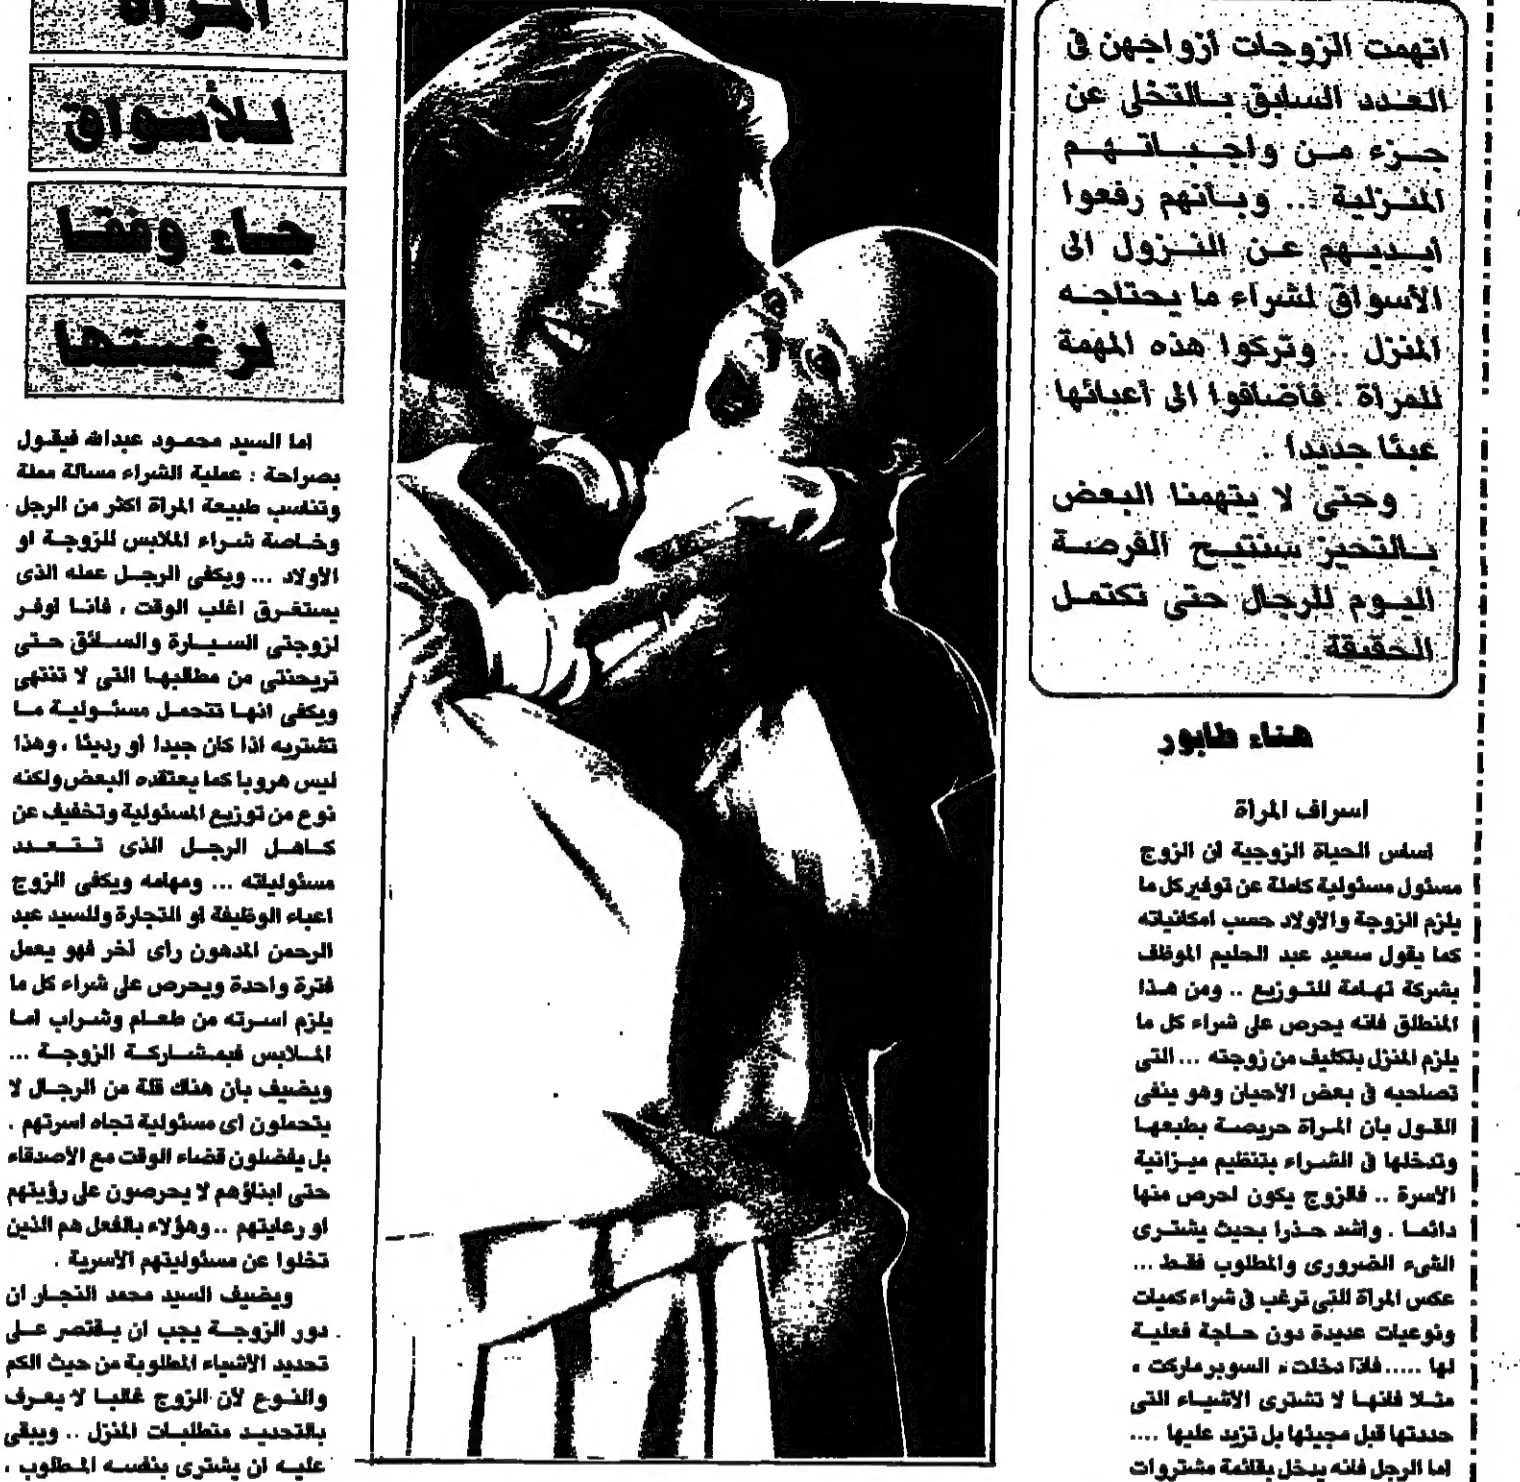 اتهمت الزوجات أزواجهن في
العدد السابق بالتخلى عن
جزء من واجباتهم
المنزلية ... وبأنهم رفعوا
أيديهم عن النزول الى
الأسواق لشراء ما يحتاجه
المنزل .. وتركوا هذه المهمة
للمرأة . فأضافوا الى أعبائها
عبئا جديدا .
وحتى لا يتهمنا البعض
بالتحيز سنتيح الفرصة
اليوم للرجال حتى تكتمل
الحقيقة
هناء طابور
اسراف المرأة
اساس الحياة الزوجية ان الزوج
مسئول مسئولية كاملة عن توفير كل ما
يلزم الزوجة والأولاد حسب امكانياته
كما يقول سعيد عبد الحليم الموظف
بشركة تهامة للتوزيع .. ومن هذا
المنطلق فانه يحرص على شراء كل ما
يلزم المنزل بتكليف من زوجته ... التى
تصاحبه في بعض الأحيان وهو ينفى
القول بأن المرأة حريصة بطبعها
وتدخلها في الشراء بتنظيم ميزانية
الأسرة .. فالزوج يكون احرص منها
دائما . واشد حذرا بحيث يشترى
الشىء الضرورى والمطلوب فقط ...
عكس المرأة التى ترغب في شراء كميات
ونوعيات عديدة دون حاجة فعلية
لها ..... فاذا دخلت « السوبر ماركت »
مثلا فانها لا تشترى الأشياء التى
حددتها قبل مجيئها بل تزيد عليها ....
اما الرجل فانه يدخل بقائمة مشتروات
المرأة
للأسواق
جاء وفقا
لرغبتها
اما السيد محمود عبدالله فيقول
بصراحة : عملية الشراء مسالة مملة
وتناسب طبيعة المرأة اكثر من الرجل
وخاصة شراء الملابس للزوجة او
الأولاد ... ويكفى الرجل عمله الذى
يستغرق اغلب الوقت ، فأنا اوفر
لزوجتى السيارة والسائق حتى
تريحنى من مطالبها التى لا تنتهى
ويكفى انها تتحمل مسئولية ما
تشتريه اذا كان جيدا او رديئا ، وهذا
ليس هروبا كما يعتقده البعض ولكنه
نوع من توزيع المسئولية وتخفيف عن
كاهل الرجل الذى تتعدد
مسئولياته ... ومهامه ويكفى الزوج
اعباء الوظيفة او التجارة وللسيد عبد
الرحمن المدهون رأى آخر فهو يعمل
فترة واحدة ويحرص على شراء كل ما
يلزم اسرته من طعام وشراب اما
الملابس فبمشاركة الزوجة ...
ويضيف بأن هناك قلة من الرجال لا
يتحملون اى مسئولية تجاه اسرتهم .
بل يفضلون قضاء الوقت مع الأصدقاء
حتى ابناؤهم لا يحرصون على رؤيتهم
او رعايتهم .. وهؤلاء بالفعل هم الذين
تخلوا عن مسئوليتهم الأسرية .
ويضيف السيد محمد النجار ان
دور الزوجة يجب ان يقتصر على
تحديد الأشياء المطلوبة من حيث الكم
والنوع لأن الزوج غالبا لا يعرف
بالتحديد متطلبات المنزل .. ويبقى
عليه ان يشترى بنفسه المطلوب ،